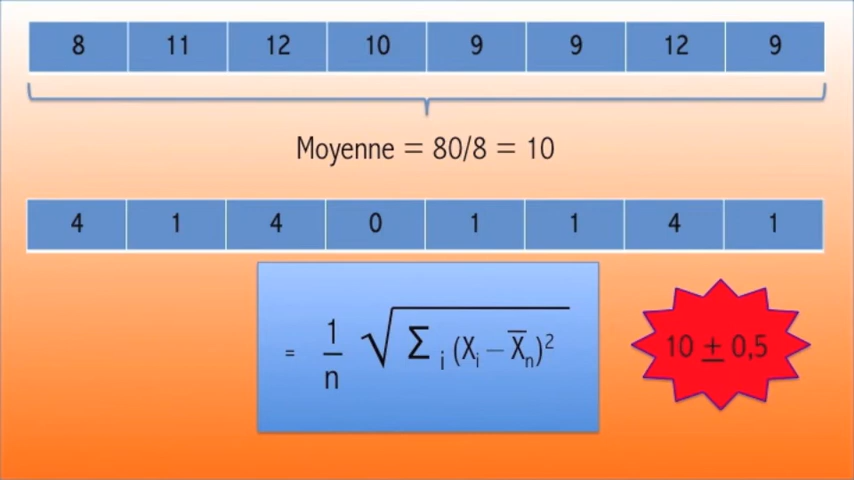 8 11 12 10 9 9 12 9
Moyenne = 80/8 = 10
4 1 4 0 1 1 4 1
= 1/n √ Σ i (Xi – X̅n)²
10 ± 0,5